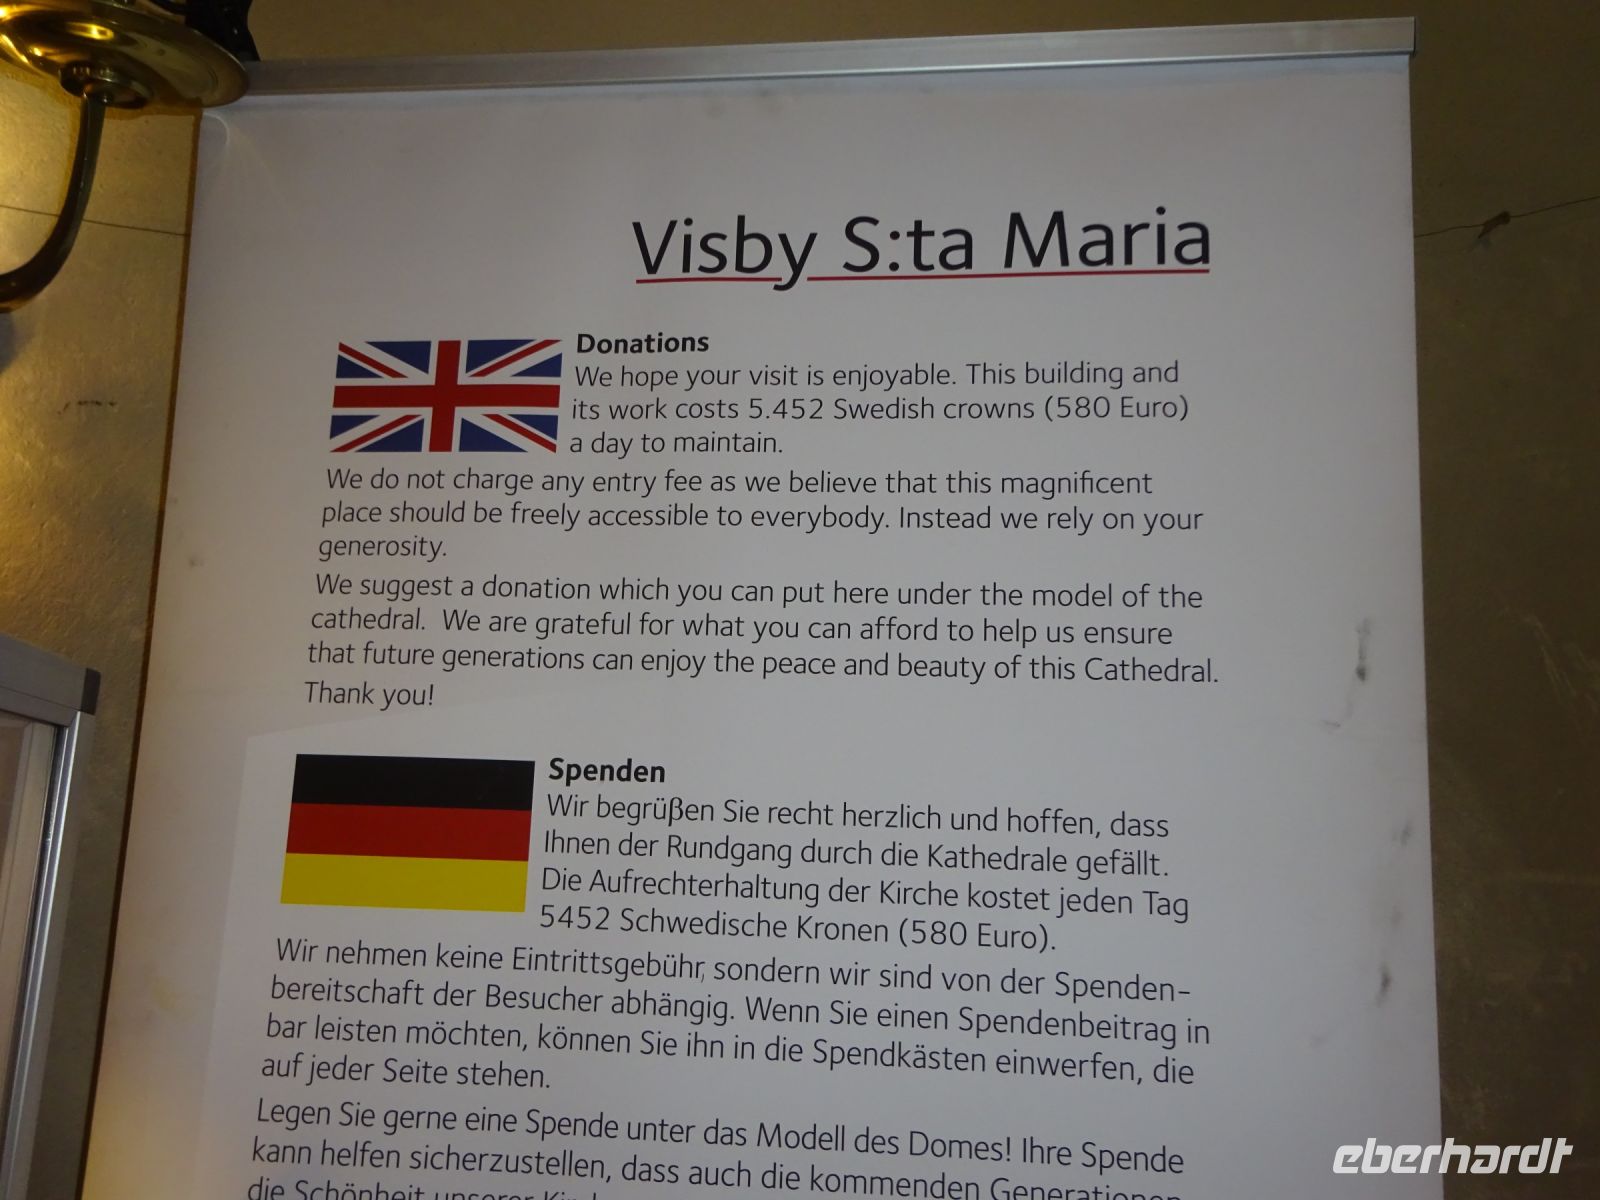 Visby S:ta Maria
Donations
We hope your visit is enjoyable. This building and
its work costs 5.452 Swedish crowns (580 Euro)
a day to maintain.
We do not charge any entry fee as we believe that this magnificent
place should be freely accessible to everybody. Instead we rely on your
generosity.
We suggest a donation which you can put here under the model of the
cathedral.  We are grateful for what you can afford to help us ensure
that future generations can enjoy the peace and beauty of this Cathedral.
Thank you!
Spenden
Wir begrüβen Sie recht herzlich und hoffen, dass
Ihnen der Rundgang durch die Kathedrale gefällt.
Die Aufrechterhaltung der Kirche kostet jeden Tag
5452 Schwedische Kronen (580 Euro).
Wir nehmen keine Eintrittsgebühr, sondern wir sind von der Spenden-
bereitschaft der Besucher abhängig. Wenn Sie einen Spendenbeitrag in
bar leisten möchten, können Sie ihn in die Spendkästen einwerfen, die
auf jeder Seite stehen.
Legen Sie gerne eine Spende unter das Modell des Domes! Ihre Spende
kann helfen sicherzustellen, dass auch die kommenden Generationen
die Schönheit unserer
eberhardt